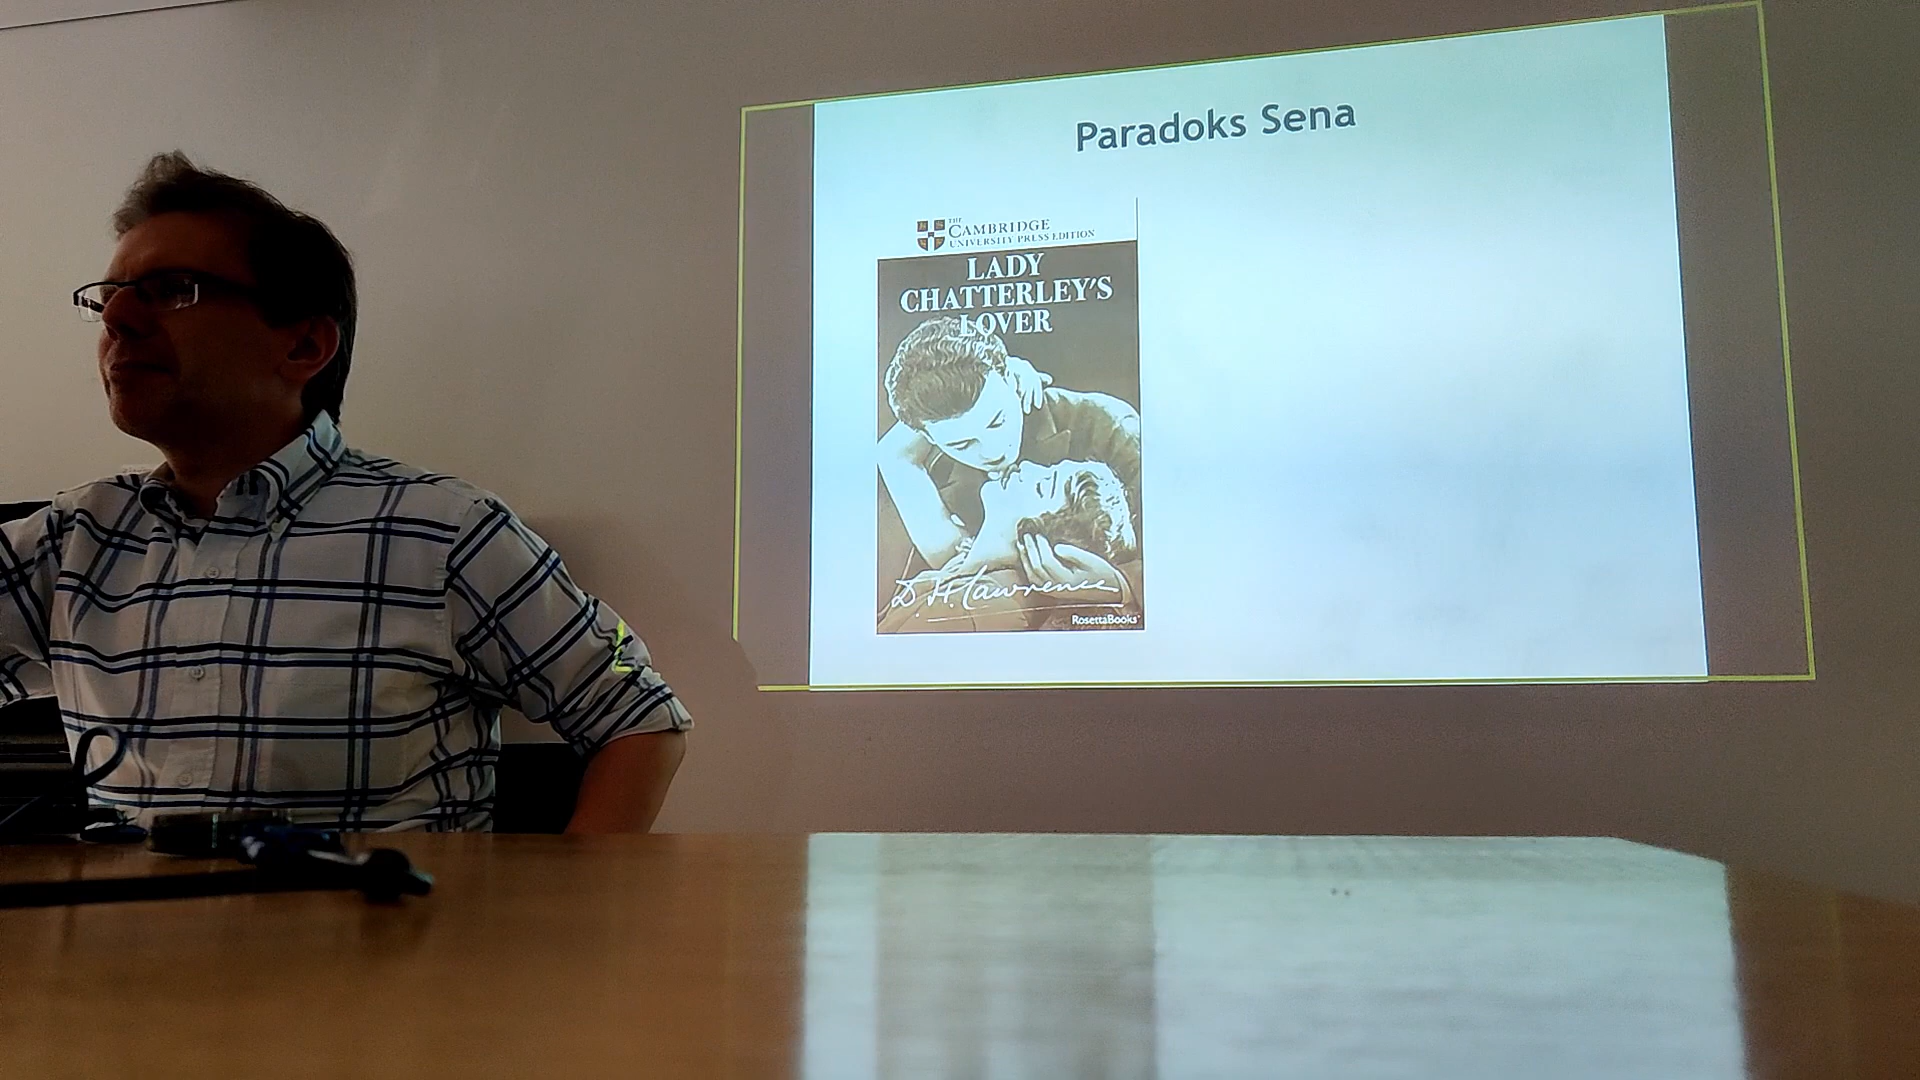 Paradoks Sena
THE
CAMBRIDGE
UNIVERSITY PRESS EDITION
LADY
CHATTERLEY'S
LOVER
D. H. Lawrence
RosettaBooks